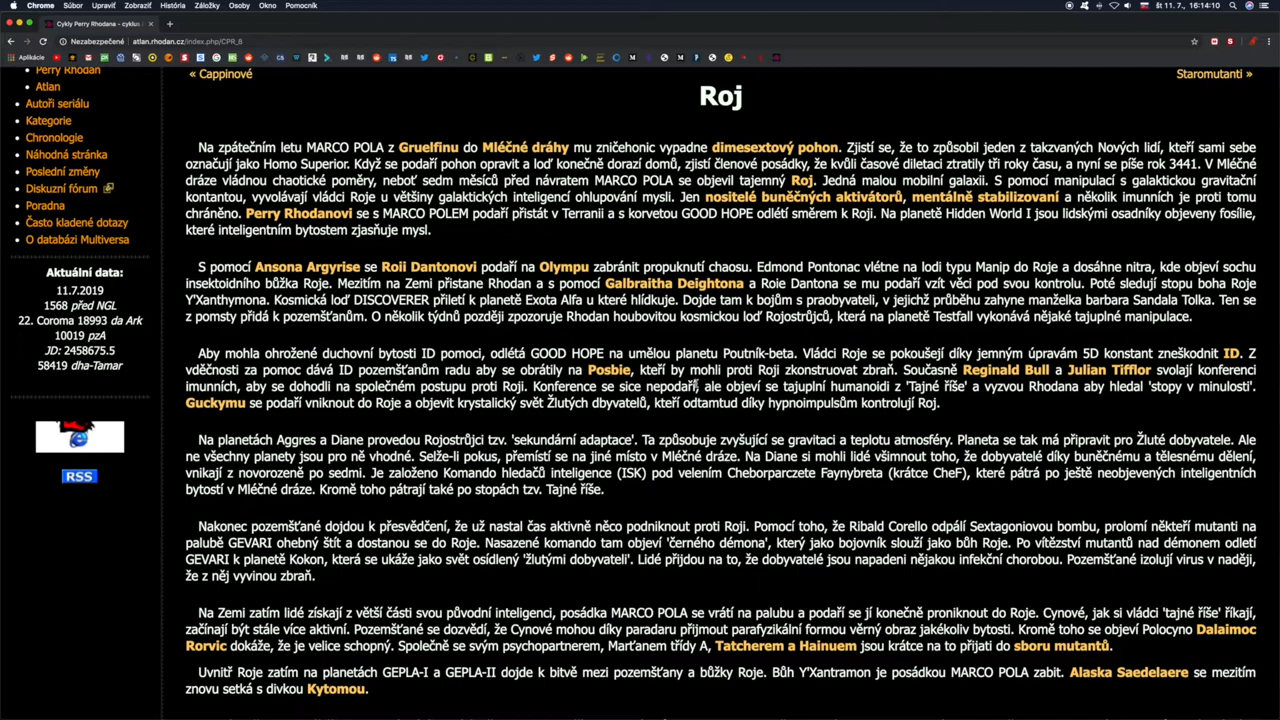 Chrome Soubor Upraviť Zobraziť História Záložky Osoby Okno Pomocník
št 11. 7., 16:14:10
Cykly Perry Rhodana - cyklus
Nezabezpečené | atlan.rhodan.cz/index.php/CPR_8
Aplikácie
Perry Rhodan
Atlan
Autoři seriálu
Kategorie
Chronologie
Náhodná stránka
Poslední změny
Diskuzní fórum
Poradna
Často kladené dotazy
O databázi Multiversa
Aktuální data:
11.7.2019
1568 před NGL
22. Coroma 18993 da Ark
10019 pzA
JD: 2458675.5
58419 dha-Tamar
RSS
« Cappinové
Staromutanti »
Roj
Na zpátečním letu MARCO POLA z Gruelfinu do Mléčné dráhy mu zničehonic vypadne dimesextový pohon. Zjistí se, že to způsobil jeden z takzvaných Nových lidí, kteří sami sebe
označují jako Homo Superior. Když se podaří pohon opravit a loď konečně dorazí domů, zjistí členové posádky, že kvůli časové diletaci ztratily tři roky času, a nyní se píše rok 3441. V Mléčné
dráze vládnou chaotické poměry, neboť sedm měsíců před návratem MARCO POLA se objevil tajemný Roj. Jedná malou mobilní galaxii. S pomocí manipulací s galaktickou gravitační
kontantou, vyvolávají vládci Roje u většiny galaktických inteligencí ohlupování mysli. Jen nositelé buněčných aktivátorů, mentálně stabilizovaní a několik imunních je proti tomu
chráněno. Perry Rhodanovi se s MARCO POLEM podaří přistát v Terranii a s korvetou GOOD HOPE odlétí směrem k Roji. Na planetě Hidden World I jsou lidskými osadníky objeveny fosílie,
které inteligentním bytostem zjasňuje mysl.
S pomocí Ansona Argyrise se Roii Dantonovi podaří na Olympu zabránit propuknutí chaosu. Edmond Pontonac vlétne na lodi typu Manip do Roje a dosáhne nitra, kde objeví sochu
insektoidního bůžka Roje. Mezitím na Zemi přistane Rhodan a s pomocí Galbraitha Deightona a Roie Dantona se mu podaří vzít věci pod svou kontrolu. Poté sledují stopu boha Roje
Y'Xanthymona. Kosmická loď DISCOVERER přiletí k planetě Exota Alfa u které hlídkuje. Dojde tam k bojům s praobyvateli, v jejichž průběhu zahyne manželka barbara Sandala Tolka. Ten se
z pomsty přidá k pozemšťanům. O několik týdnů později zpozoruje Rhodan houbovitou kosmickou loď Rojostrůjců, která na planetě Testfall vykonává nějaké tajuplné manipulace.
Aby mohla ohrožené duchovní bytosti ID pomoci, odlétá GOOD HOPE na umělou planetu Poutník-beta. Vládci Roje se pokoušejí díky jemným úpravám 5D konstant zneškodnit ID. Z
vděčnosti za pomoc dává ID pozemšťanům radu aby se obrátily na Posbie, kteří by mohli proti Roji zkonstruovat zbraň. Současně Reginald Bull a Julian Tifflor svolají konferenci
imunních, aby se dohodli na společném postupu proti Roji. Konference se sice nepodaří, ale objeví se tajuplní humanoidi z 'Tajné říše' a vyzvou Rhodana aby hledal 'stopy v minulosti'.
Guckymu se podaří vniknout do Roje a objevit krystalický svět Žlutých dbyvatelů, kteří odtamtud díky hypnoimpulsům kontrolují Roj.
Na planetách Aggres a Diane provedou Rojostrůjci tzv. 'sekundární adaptace'. Ta způsobuje zvyšující se gravitaci a teplotu atmosféry. Planeta se tak má připravit pro Žluté dobyvatele. Ale
ne všechny planety jsou pro ně vhodné. Selže-li pokus, přemístí se na jiné místo v Mléčné dráze. Na Diane si mohli lidé všimnout toho, že dobyvatelé díky buněčnému a tělesnému dělení,
vnikají z novorozeně po sedmi. Je založeno Komando hledačů inteligence (ISK) pod velením Cheborparczete Faynybreta (krátce CheF), které pátrá po ještě neobjevených inteligentních
bytostí v Mléčné dráze. Kromě toho pátrají také po stopách tzv. Tajné říše.
Nakonec pozemšťané dojdou k přesvědčení, že už nastal čas aktivně něco podniknout proti Roji. Pomocí toho, že Ribald Corello odpálí Sextagoniovou bombu, prolomí někteří mutanti na
palubě GEVARI ohebný štít a dostanou se do Roje. Nasazené komando tam objeví 'černého démona', který jako bojovník slouží jako bůh Roje. Po vítězství mutantů nad démonem odletí
GEVARI k planetě Kokon, která se ukáže jako svět osídlený 'žlutými dobyvateli'. Lidé přijdou na to, že dobyvatelé jsou napadeni nějakou infekční chorobou. Pozemšťané izolují virus v naději,
že z něj vyvinou zbraň.
Na Zemi zatím lidé získají z větší části svou původní inteligenci, posádka MARCO POLA se vrátí na palubu a podaří se jí konečně proniknout do Roje. Cynové, jak si vládci 'tajné říše' říkají,
začínají být stále více aktivní. Pozemšťané se dozvědí, že Cynové mohou díky paradaru přijmout parafyzikální formou věrný obraz jakékoliv bytosti. Kromě toho se objeví Polocyno Dalaimoc
Rorvic dokáže, že je velice schopný. Společně se svým psychopartnerem, Marťanem třídy A, Tatcherem a Hainuem jsou krátce na to přijati do sboru mutantů.
Uvnitř Roje zatím na planetách GEPLA-I a GEPLA-II dojde k bitvě mezi pozemšťany a bůžky Roje. Bůh Y'Xantramon je posádkou MARCO POLA zabit. Alaska Saedelaere se mezitím
znovu setká s divkou Kytomou.